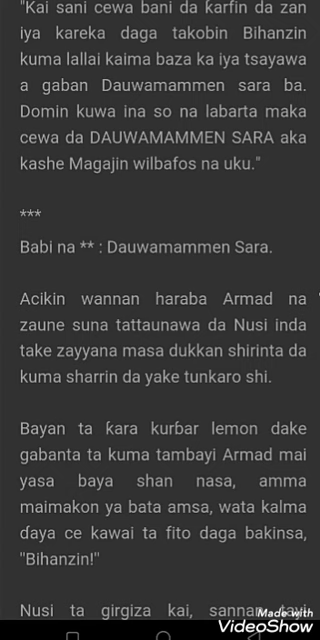 "Kai sani cewa bani da ƙarfin da zan
iya kareka daga takobin Bihanzin
kuma lallai kaima baza ka iya tsayawa
a gaban Dauwamammen sara ba.
Domin kuwa ina so na labarta maka
cewa da DAUWAMAMMEN SARA aka
kashe Magajin wilbafos na uku."
***
Babi na ** : Dauwamammen Sara.
Acikin wannan haraba Armad na
zaune suna tattaunawa da Nusi inda
take zayyana masa dukkan shirinta da
kuma sharrin da yake tunkaro shi.
Bayan ta ƙara kurɓar lemon dake
gabanta ta kuma tambayi Armad mai
yasa baya shan nasa, amma
maimakon ya bata amsa, wata kalma
ɗaya ce kawai ta fito daga bakinsa,
"Bihanzin!"
Nusi ta girgiza kai, sannan tayi
Made with
VideoShow